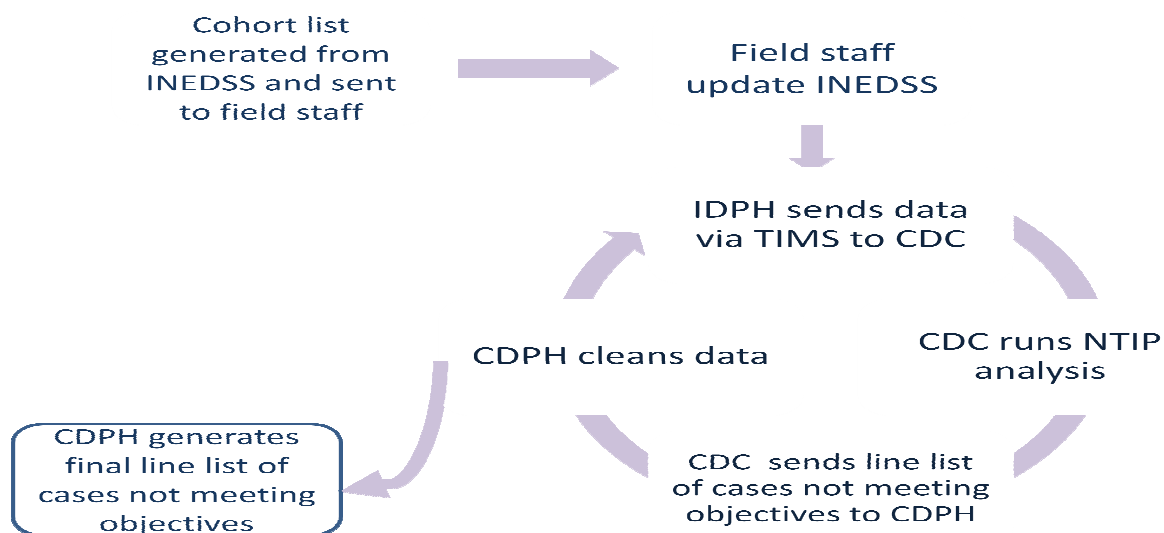 Cohort list
generated from
INEDSS and sent
to field staff
Field staff
update INEDSS
IDPH sends data
via TIMS to CDC
CDC runs NTIP
analysis
CDC sends line list
of cases not meeting
objectives to CDPH
CDPH cleans data
CDPH generates
final line list of
cases not meeting
objectives